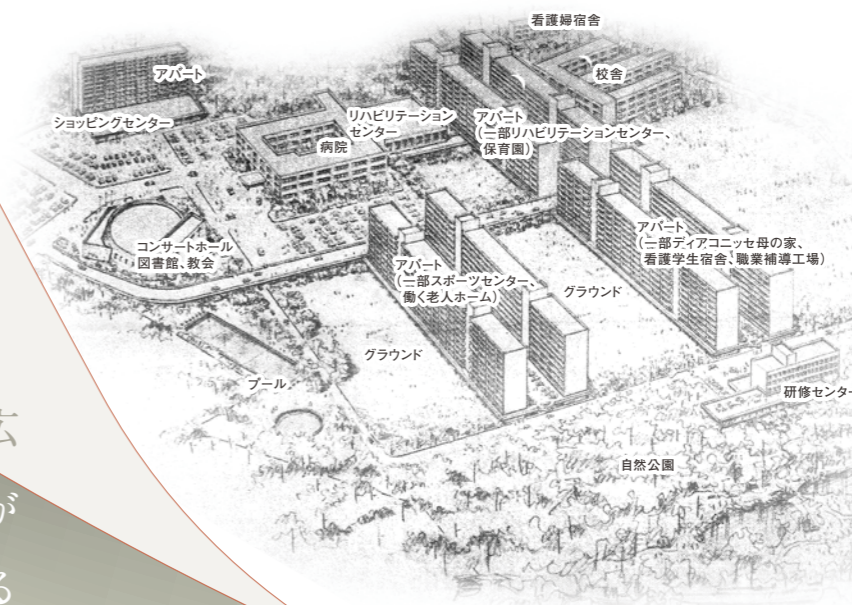 看護婦宿舎
アパート
校舎
ショッピングセンター
リハビリテーション
センター
病院
アパート
(一部リハビリテーションセンター、
保育園)
コンサートホール
図書館、教会
アパート
(一部ディアコニッセ母の家、
看護学生宿舎、職業補導工場)
アパート
(一部スポーツセンター、
働く老人ホーム)
グラウンド
グラウンド
プール
研修センター
自然公園
広
が
る